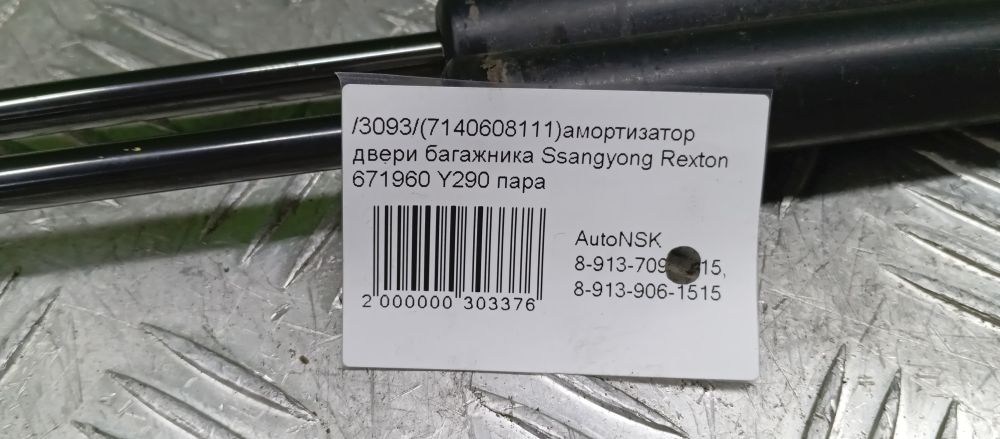 /3093/(7140608111)амортизатор
двери багажника Ssangyong Rexton
671960 Y290 пара
AutoNSK
8-913-906-1515
2 000000 303376